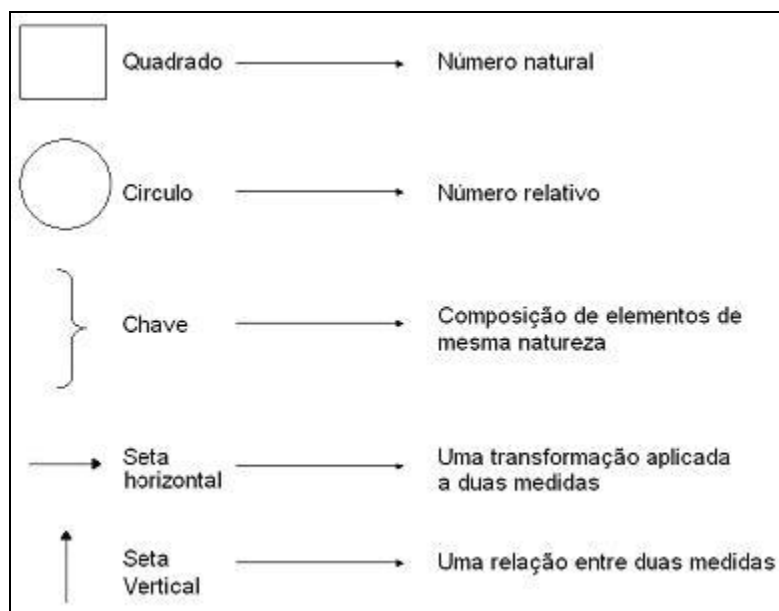 Quadrado Número natural
Circulo Número relativo
Chave Composição de elementos de
mesma natureza
Seta Uma transformação aplicada
horizontal a duas medidas
Seta Uma relação entre duas medidas
Vertical